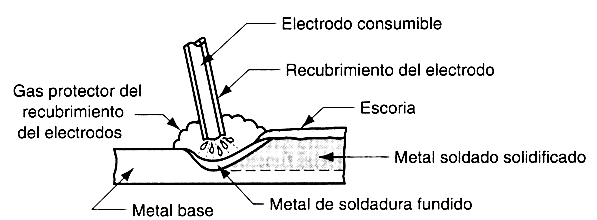 Electrodo consumible
Recubrimiento del electrodo
Gas protector del
recubrimiento
del electrodos
Escoria
Metal soldado solidificado
Metal de soldadura fundido
Metal base